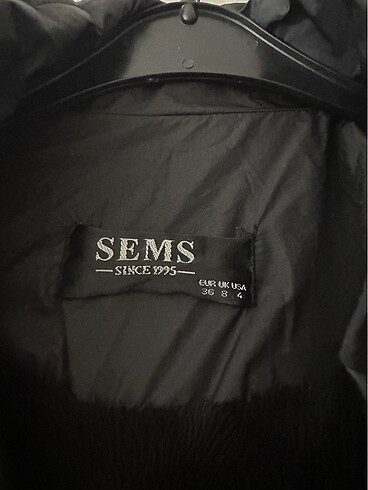 SEMS
SINCE 1995
EUR UK USA
36 8 4